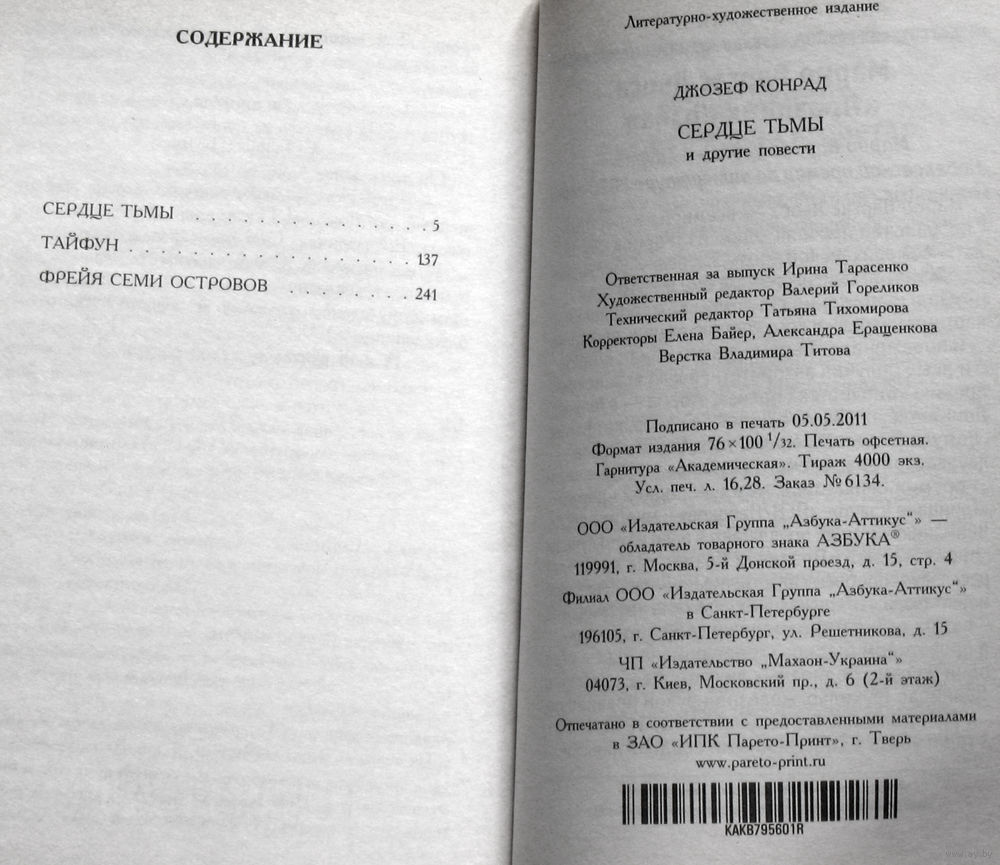 СОДЕРЖАНИЕ
СЕРДЦЕ ТЬМЫ . . . . . . . . . . . . . . . 5
ТАЙФУН . . . . . . . . . . . . . . . . . . 137
ФРЕЙЯ СЕМИ ОСТРОВОВ . . . . . . . . 241
Литературно-художественное издание
ДЖОЗЕФ КОНРАД
СЕРДЦЕ ТЬМЫ
и другие повести
Ответственная за выпуск Ирина Тарасенко
Художественный редактор Валерий Гореликов
Технический редактор Татьяна Тихомирова
Корректоры Елена Байер, Александра Еращенкова
Верстка Владимира Титова
Подписано в печать 05.05.2011
Формат издания 76×100 1/32. Печать офсетная.
Гарнитура «Академическая». Тираж 4000 экз.
Усл. печ. л. 16,28. Заказ №6134.
ООО «Издательская Группа „Азбука-Аттикус“» —
обладатель товарного знака АЗБУКА®
119991, г. Москва, 5-й Донской проезд, д. 15, стр. 4
Филиал ООО «Издательская Группа „Азбука-Аттикус“»
в Санкт-Петербурге
196105, г. Санкт-Петербург, ул. Решетникова, д. 15
ЧП «Издательство „Махаон-Украина“»
04073, г. Киев, Московский пр., д. 6 (2-й этаж)
Отпечатано в соответствии с предоставленными материалами
в ЗАО «ИПК Парето-Принт», г. Тверь
www.pareto-print.ru
KAKB795601R